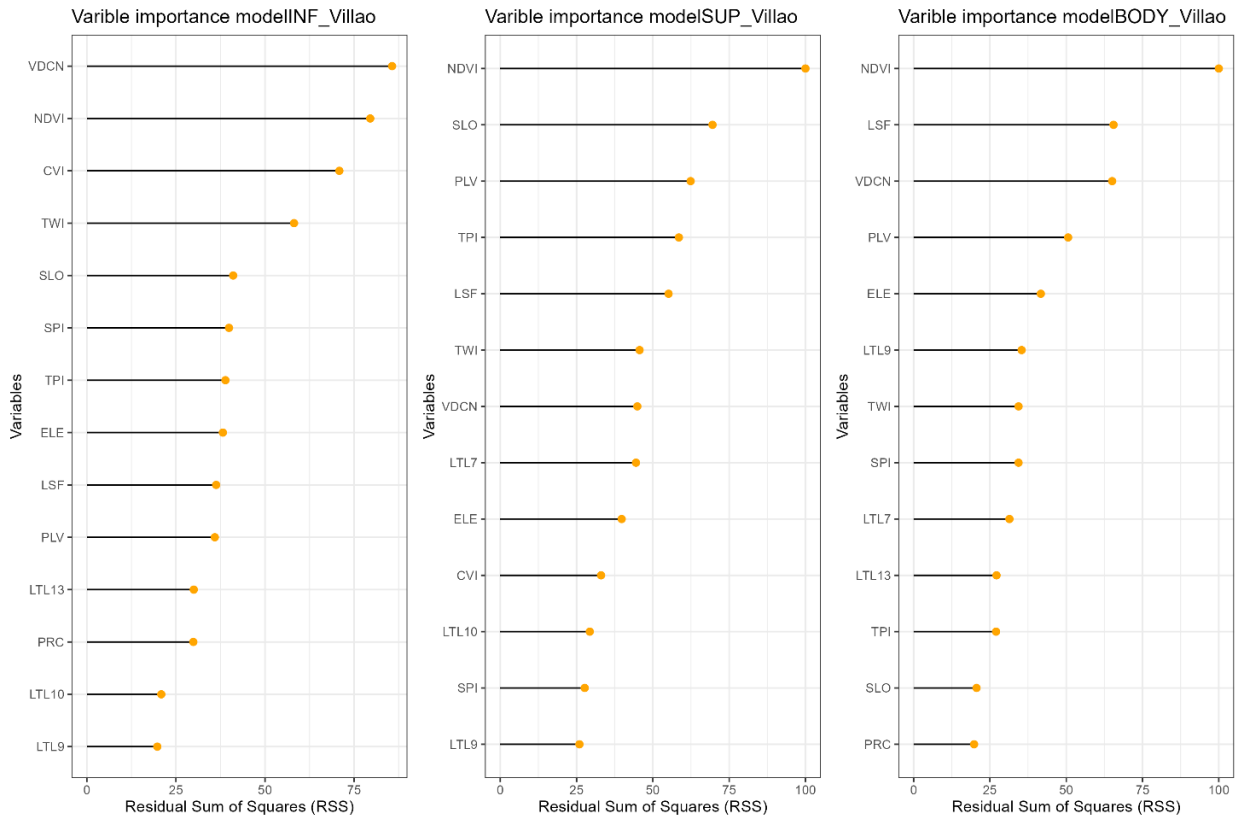 Varible importance modelINF_Villao
VDCN
NDVI
CVI
TWI
SLO
SPI
TPI
ELE
LSF
PLV
LTL13
PRC
LTL10
LTL9
Variables
0 25 50 75
Residual Sum of Squares (RSS)
Varible importance modelSUP_Villao
NDVI
SLO
PLV
TPI
LSF
TWI
VDCN
LTL7
ELE
CVI
LTL10
SPI
LTL9
Variables
0 25 50 75 100
Residual Sum of Squares (RSS)
Varible importance modelBODY_Villao
NDVI
LSF
VDCN
PLV
ELE
LTL9
TWI
SPI
LTL7
LTL13
TPI
SLO
PRC
Variables
0 25 50 75 100
Residual Sum of Squares (RSS)